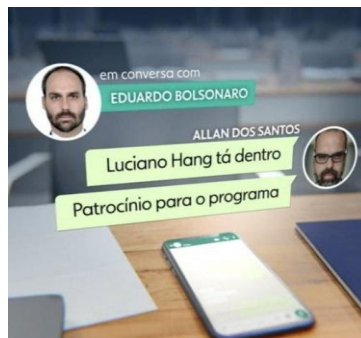 em conversa com
EDUARDO BOLSONARO
ALLAN DOS SANTOS
Luciano Hang tá dentro
Patrocínio para o programa